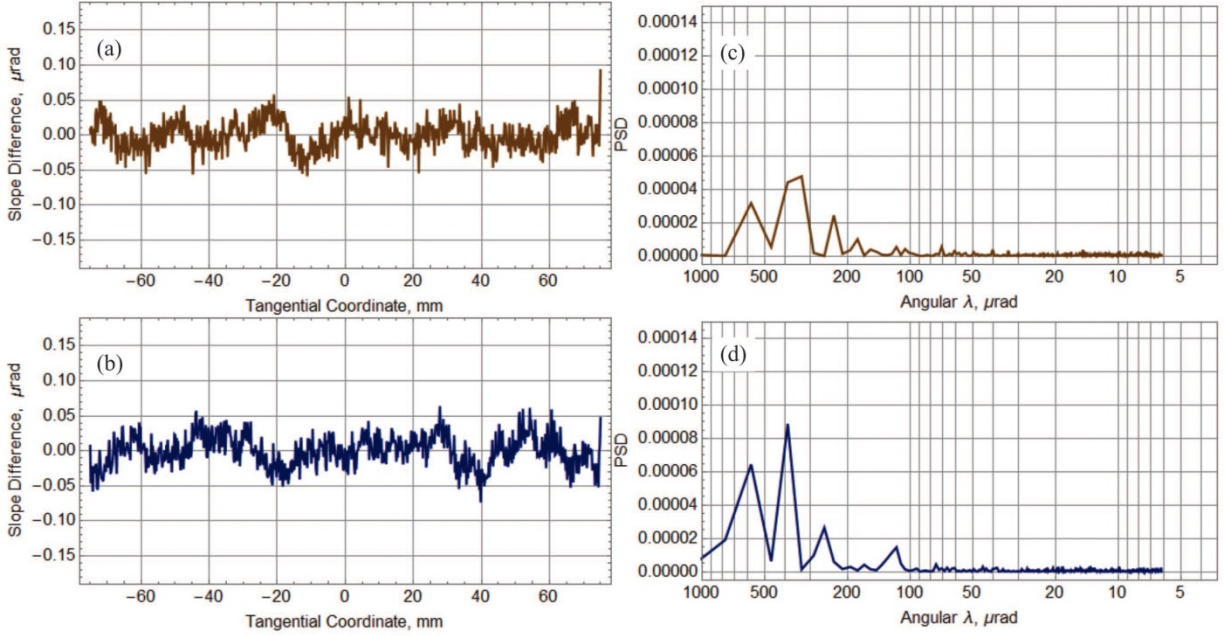 (a)
0.15
0.10
0.05
0.00
−0.05
−0.10
−0.15
Slope Difference, μrad
−60 −40 −20 0 20 40 60
Tangential Coordinate, mm
(c)
0.00014
0.00012
0.00010
0.00008
0.00006
0.00004
0.00002
0.00000
PSD
1000 500 200 100 50 20 10 5
Angular λ, μrad
(b)
0.15
0.10
0.05
0.00
−0.05
−0.10
−0.15
Slope Difference, μrad
−60 −40 −20 0 20 40 60
Tangential Coordinate, mm
(d)
0.00014
0.00012
0.00010
0.00008
0.00006
0.00004
0.00002
0.00000
PSD
1000 500 200 100 50 20 10 5
Angular λ, μrad